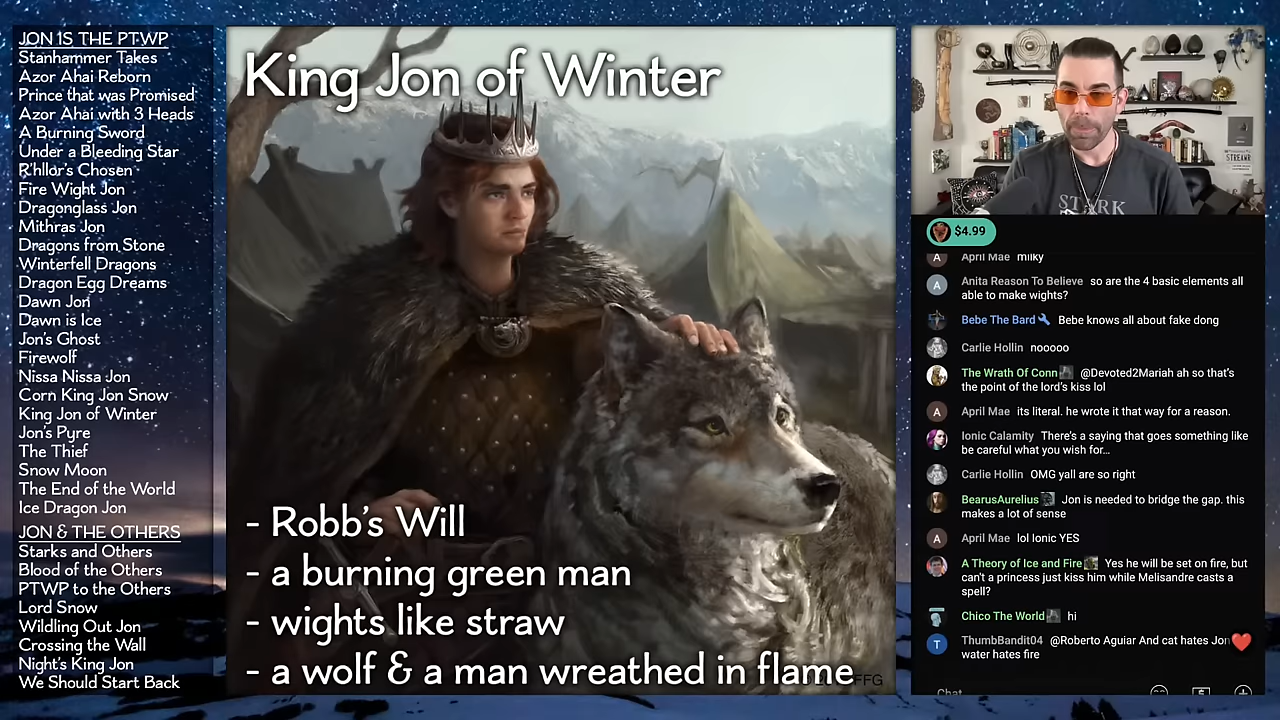 JON IS THE PTWP
Stanhammer Takes
Azor Ahai Reborn
Prince that was Promised
Azor Ahai with 3 Heads
A Burning Sword
Under a Bleeding Star
R'hllor's Chosen
Fire Wight Jon
Dragonglass Jon
Mithras Jon
Dragons from Stone
Winterfell Dragons
Dragon Egg Dreams
Dawn Jon
Dawn is Ice
Jon's Ghost
Firewolf
Nissa Nissa Jon
Corn King Jon Snow
King Jon of Winter
Jon's Pyre
The Thief
Snow Moon
The End of the World
Ice Dragon Jon
JON & THE OTHERS
Starks and Others
Blood of the Others
PTWP to the Others
Lord Snow
Wildling Out Jon
Crossing the Wall
Night's King Jon
We Should Start Back
King Jon of Winter
- Robb's Will
- a burning green man
- wights like straw
- a wolf & a man wreathed in flame
FFG
STARK
STREAMR
$4.99
A April Mae milky
A Anita Reason To Believe so are the 4 basic elements all
able to make wights?
Bebe The Bard Bebe knows all about fake dong
Carlie Hollin nooooo
The Wrath Of Conn @Devoted2Mariah ah so that's
the point of the lord's kiss lol
A April Mae its literal. he wrote it that way for a reason.
Ionic Calamity There's a saying that goes something like
be careful what you wish for...
Carlie Hollin OMG yall are so right
BearusAurelius Jon is needed to bridge the gap. this
makes a lot of sense
A April Mae lol Ionic YES
A Theory of Ice and Fire Yes he will be set on fire, but
can't a princess just kiss him while Melisandre casts a
spell?
Chico The World hi
T ThumbBandit04 @Roberto Aguiar And cat hates Jon
water hates fire
Chat